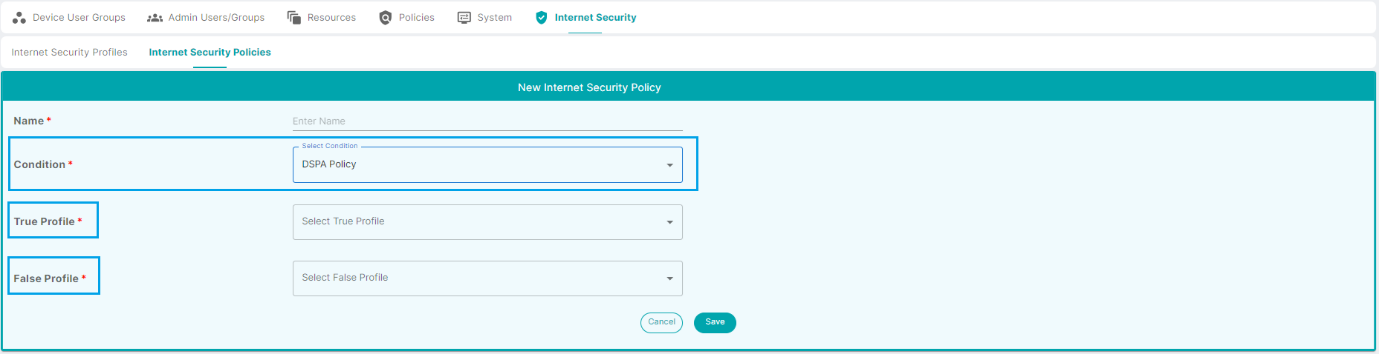 Device User Groups Admin Users/Groups Resources Policies System Internet Security
Internet Security Profiles Internet Security Policies
New Internet Security Policy
Name * Enter Name
Select Condition
Condition * DSPA Policy
True Profile * Select True Profile
False Profile * Select False Profile
Cancel Save